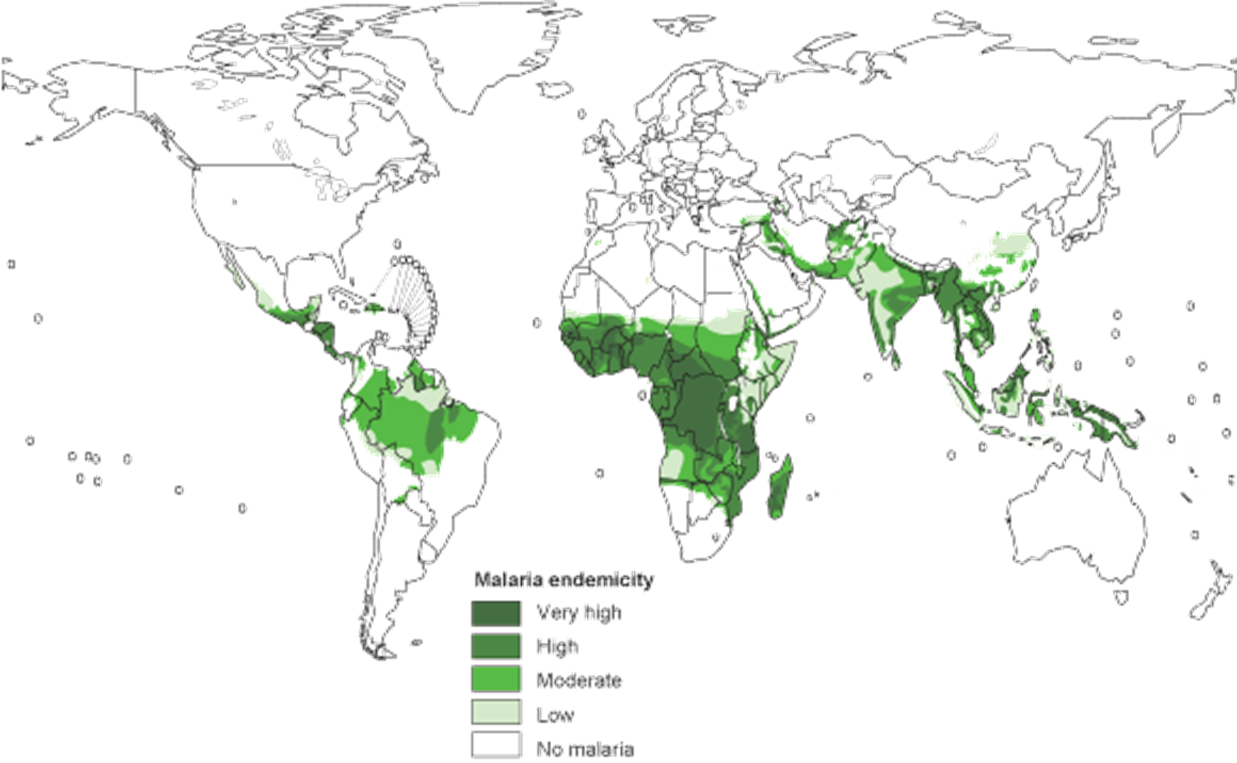 Malaria endemicity
Very high
High
Moderate
Low
No malaria